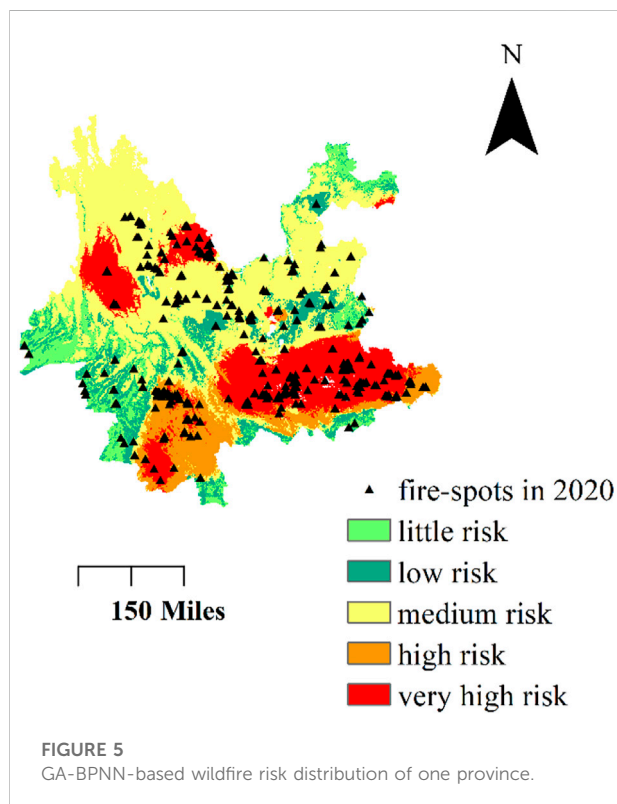 N
fire-spots in 2020
little risk
low risk
medium risk
high risk
very high risk
150 Miles
FIGURE 5
GA-BPNN-based wildfire risk distribution of one province.